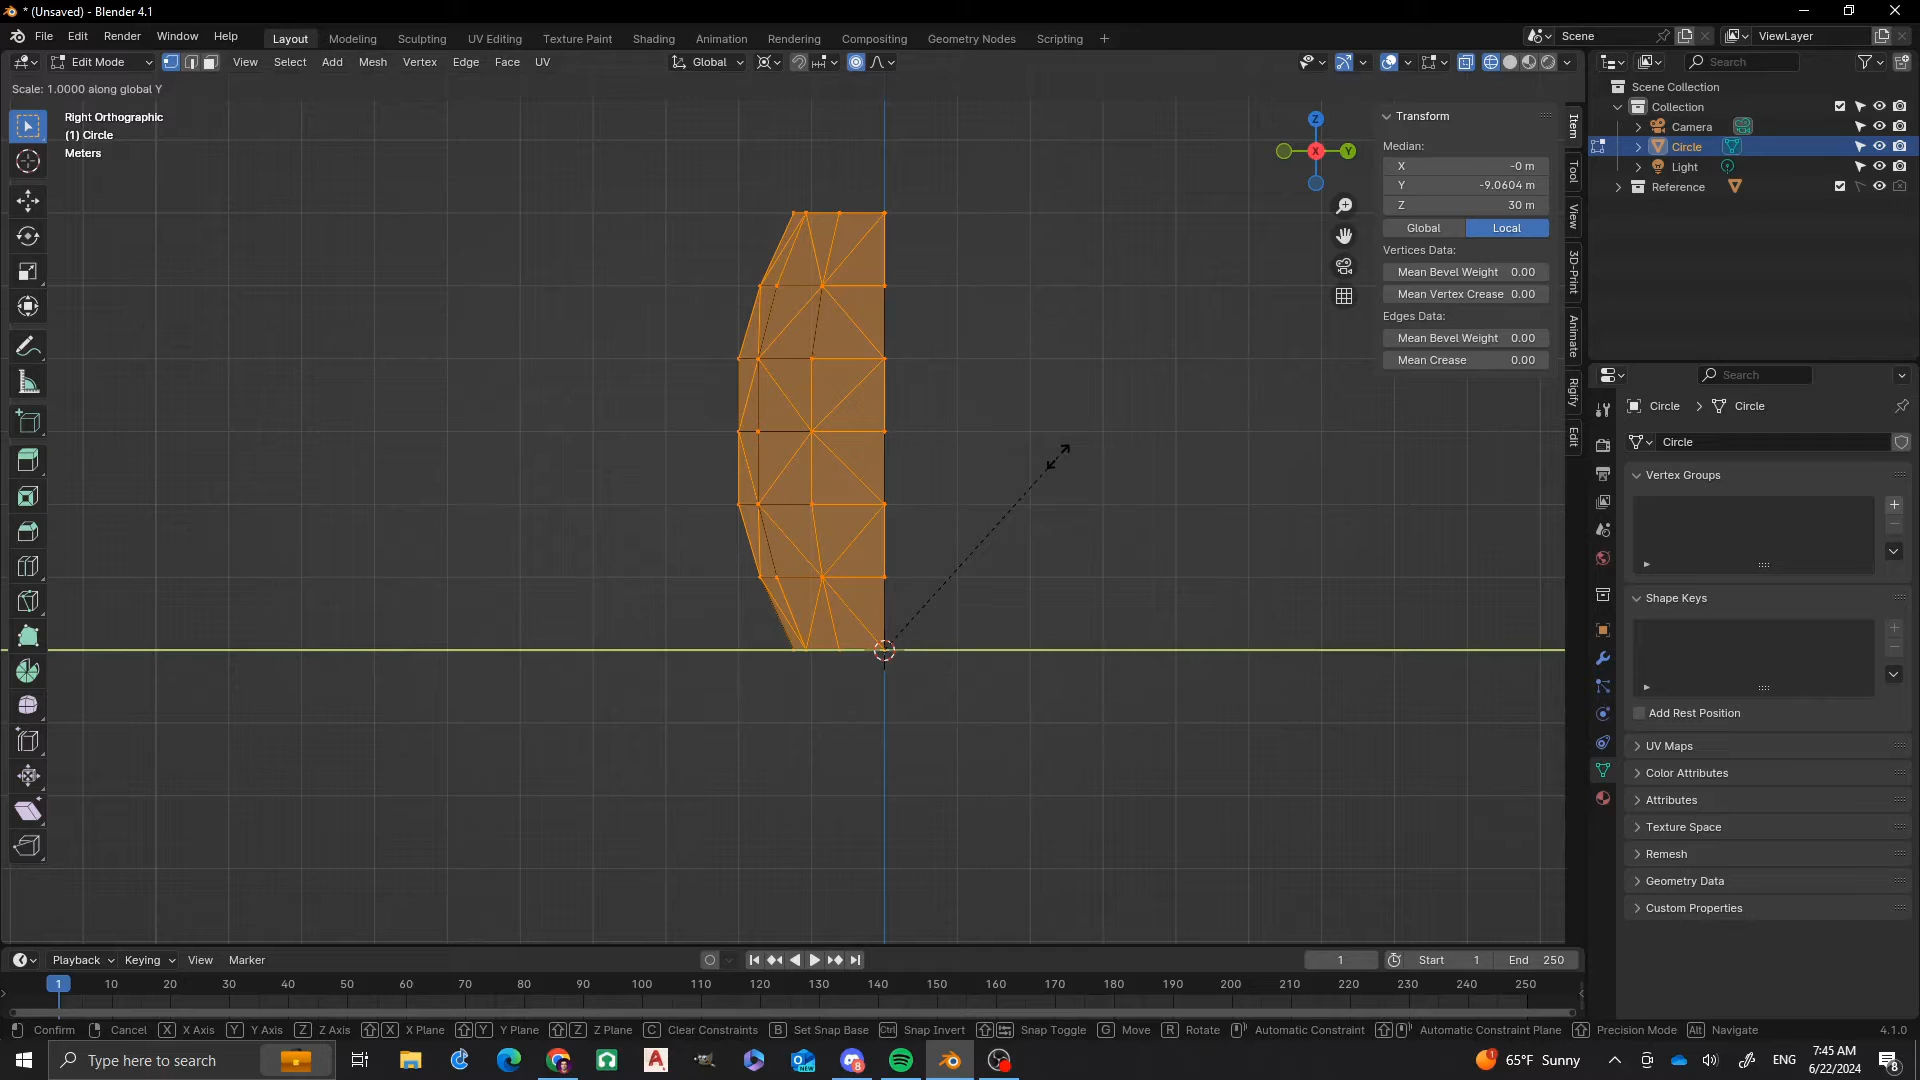 * (Unsaved) - Blender 4.1
File Edit Render Window Help Layout Modeling Sculpting UV Editing Texture Paint Shading Animation Rendering Compositing Geometry Nodes Scripting + Scene ViewLayer
Edit Mode View Select Add Mesh Vertex Edge Face UV Global Search
Scale: 1.0000 along global Y
Right Orthographic
(1) Circle
Meters
Z
X
Y
Transform
Median:
X -0 m
Y -9.0604 m
Z 30 m
Global Local
Vertices Data:
Mean Bevel Weight 0.00
Mean Vertex Crease 0.00
Edges Data:
Mean Bevel Weight 0.00
Mean Crease 0.00
Item
Tool
View
3D-Print
Animate
Rigify
Edit
Scene Collection
Collection
Camera
Circle
Light
Reference
Search
Circle > Circle
Circle
Vertex Groups
Shape Keys
Add Rest Position
UV Maps
Color Attributes
Attributes
Texture Space
Remesh
Geometry Data
Custom Properties
Playback Keying View Marker 1 Start 1 End 250
1 10 20 30 40 50 60 70 80 90 100 110 120 130 140 150 160 170 180 190 200 210 220 230 240 250
Confirm Cancel X X Axis Y Y Axis Z Z Axis X X Plane Y Y Plane Z Z Plane C Clear Constraints B Set Snap Base Ctrl Snap Invert Snap Toggle G Move R Rotate Automatic Constraint Automatic Constraint Plane Precision Mode Alt Navigate 4.1.0
Type here to search 65°F Sunny ENG 7:45 AM
6/22/2024